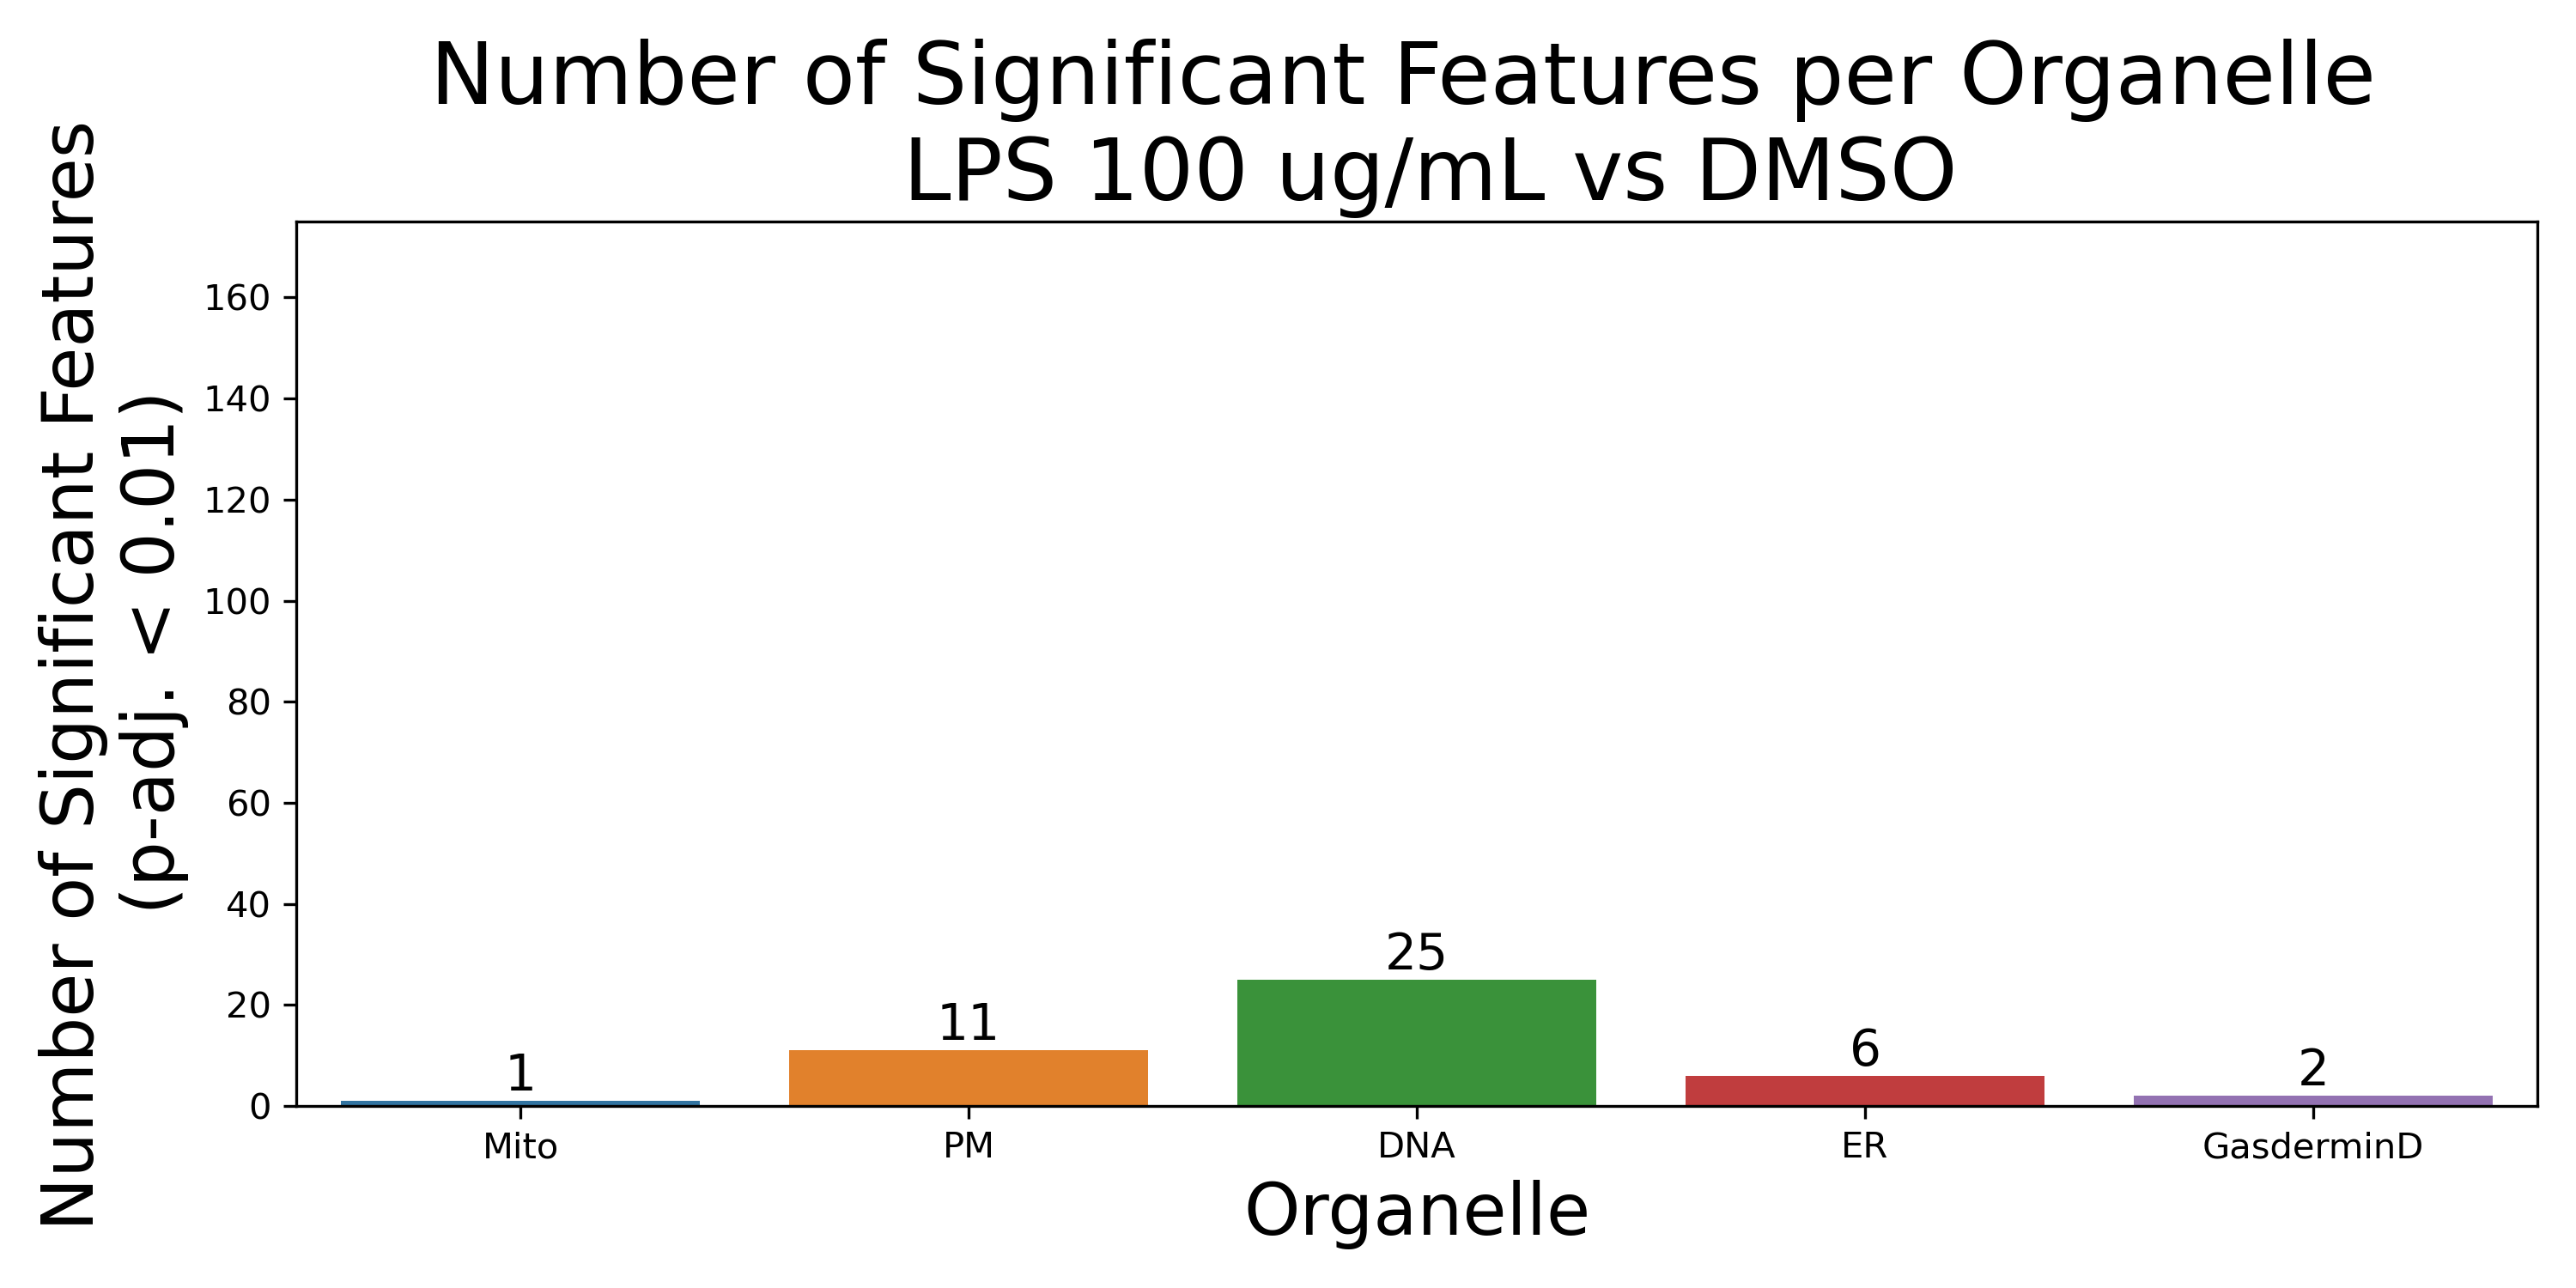 Number of Significant Features per Organelle
LPS 100 ug/mL vs DMSO
Number of Significant Features
(p-adj. < 0.01)
160
140
120
100
80
60
40
20
0
1
11
25
6
2
Mito
PM
DNA
ER
GasderminD
Organelle